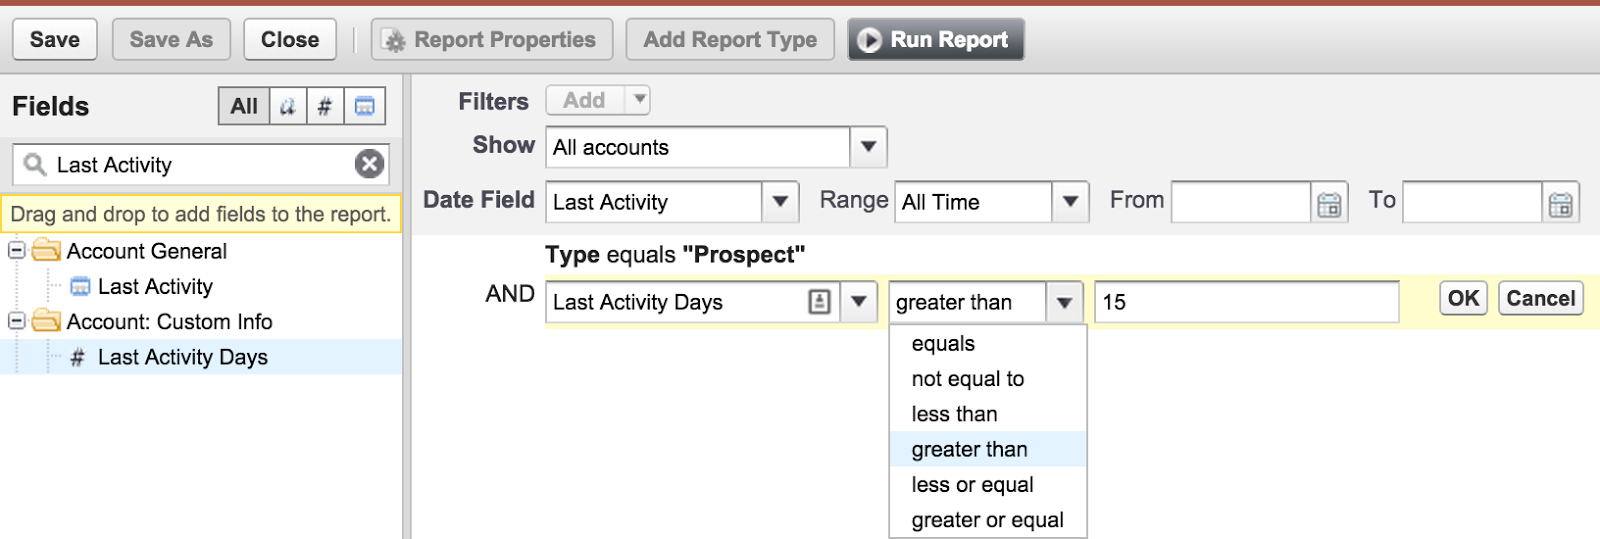 Save Save As Close Report Properties Add Report Type Run Report
Fields All a #
Last Activity
Drag and drop to add fields to the report.
Account General
Last Activity
Account: Custom Info
# Last Activity Days
Filters Add
Show All accounts
Date Field Last Activity Range All Time From To
Type equals "Prospect"
AND Last Activity Days greater than 15 OK Cancel
equals
not equal to
less than
greater than
less or equal
greater or equal